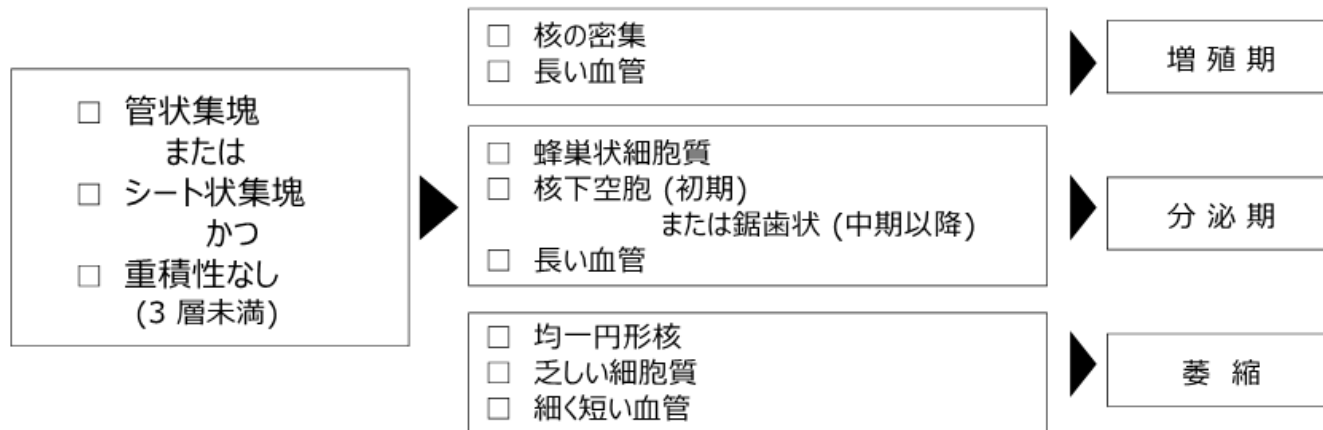 □ 管状集塊
または
□ シート状集塊
かつ
□ 重積性なし
(3 層未満)
□ 核の密集
□ 長い血管
増 殖 期
□ 蜂巣状細胞質
□ 核下空胞 (初期)
または鋸歯状 (中期以降)
□ 長い血管
分 泌 期
□ 均一円形核
□ 乏しい細胞質
□ 細く短い血管
萎 縮